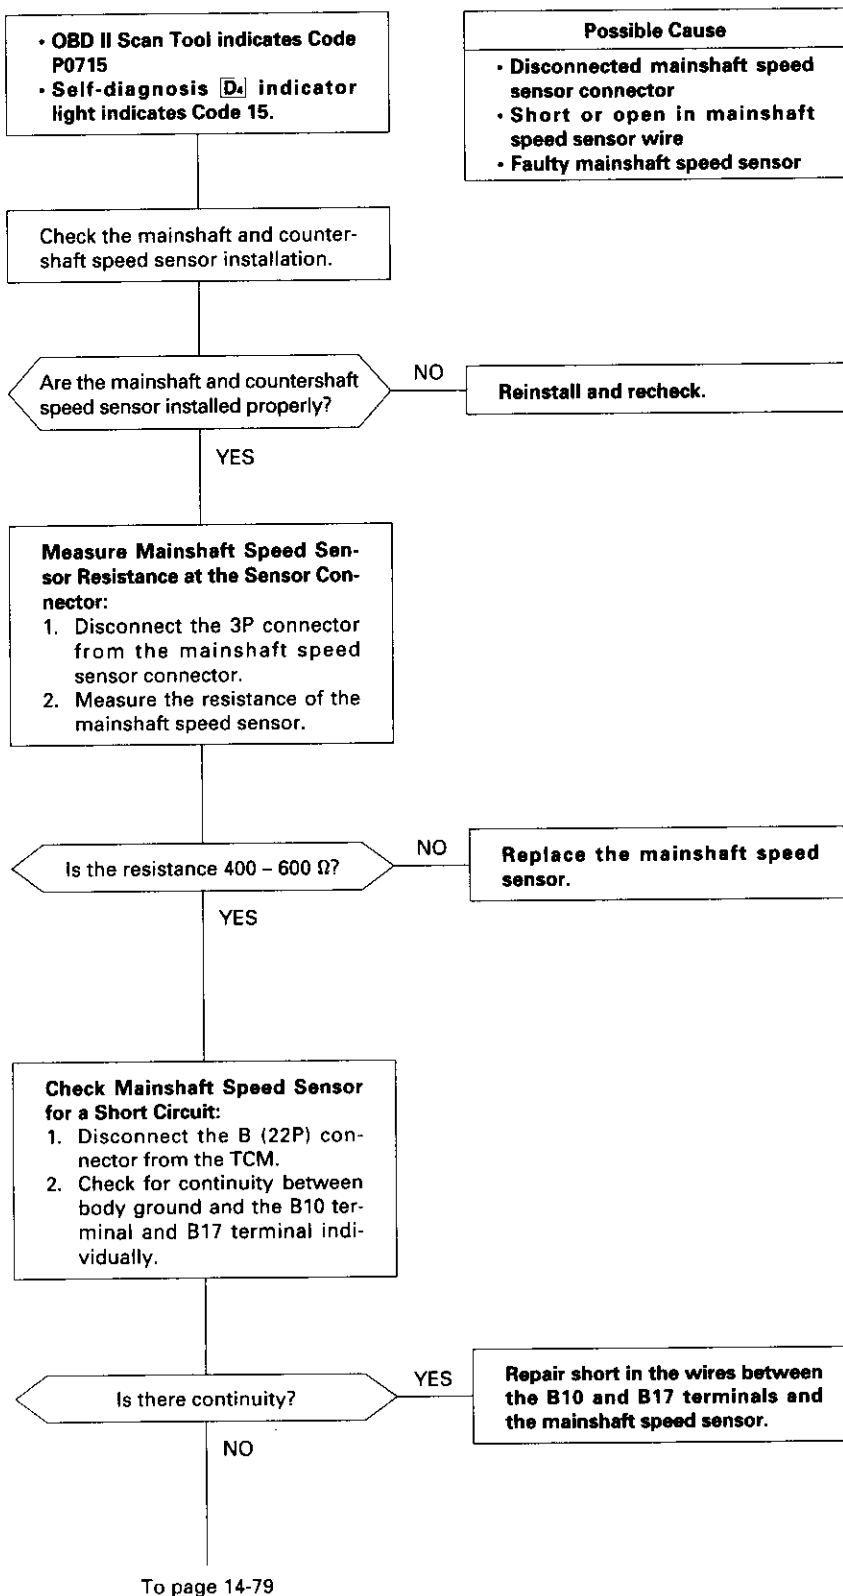 • OBD II Scan Tool indicates Code
P0715
• Self-diagnosis D4 indicator
light indicates Code 15.
Possible Cause
• Disconnected mainshaft speed
sensor connector
• Short or open in mainshaft
speed sensor wire
• Faulty mainshaft speed sensor
Check the mainshaft and counter-
shaft speed sensor installation.
Are the mainshaft and countershaft
speed sensor installed properly?
NO
Reinstall and recheck.
YES
Measure Mainshaft Speed Sen-
sor Resistance at the Sensor Con-
nector:
1. Disconnect the 3P connector
from the mainshaft speed
sensor connector.
2. Measure the resistance of the
mainshaft speed sensor.
Is the resistance 400 – 600 Ω?
NO
Replace the mainshaft speed
sensor.
YES
Check Mainshaft Speed Sensor
for a Short Circuit:
1. Disconnect the B (22P) con-
nector from the TCM.
2. Check for continuity between
body ground and the B10 ter-
minal and B17 terminal indi-
vidually.
Is there continuity?
YES
Repair short in the wires between
the B10 and B17 terminals and
the mainshaft speed sensor.
NO
To page 14-79